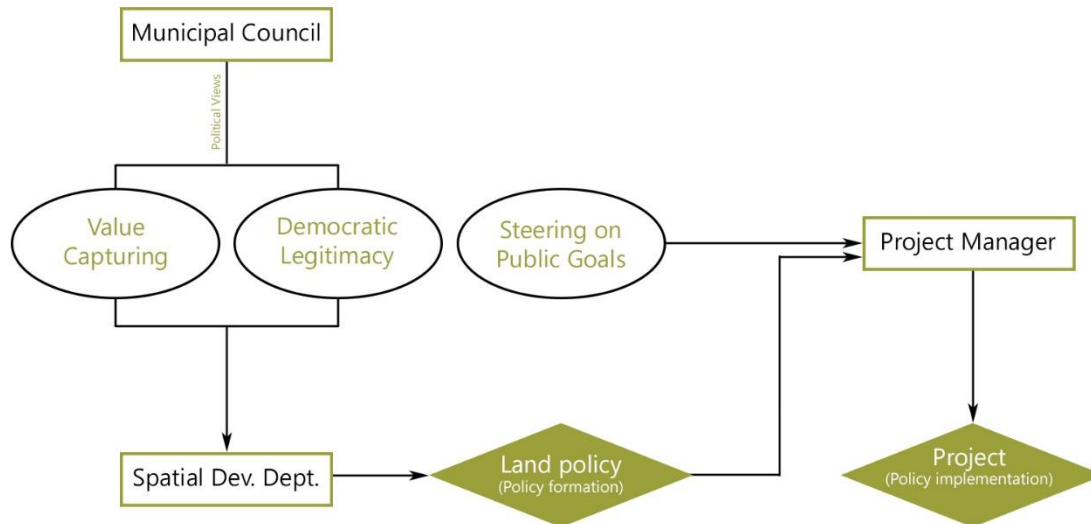 Municipal Council
Political Views
Value
Capturing
Democratic
Legitimacy
Steering on
Public Goals
Project Manager
Spatial Dev. Dept.
Land policy
(Policy formation)
Project
(Policy implementation)